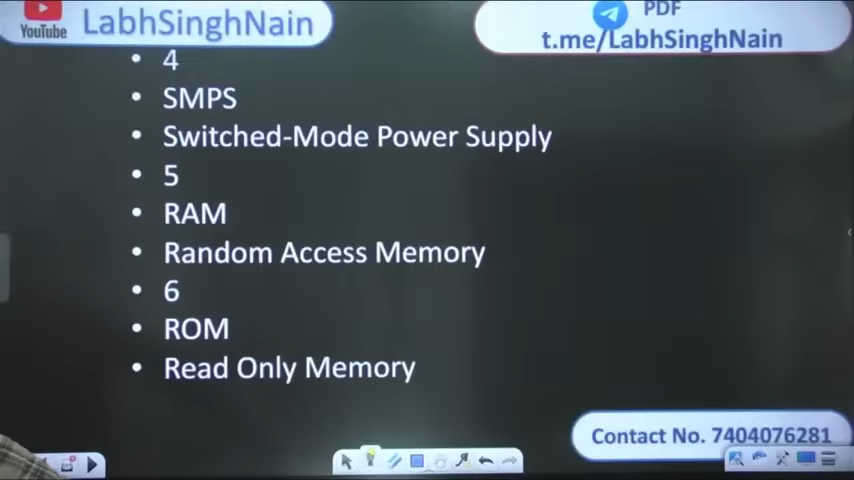 YouTube
LabhSinghNain
PDF
t.me/LabhSinghNain
• 4
• SMPS
• Switched-Mode Power Supply
• 5
• RAM
• Random Access Memory
• 6
• ROM
• Read Only Memory
Contact No. 7404076281